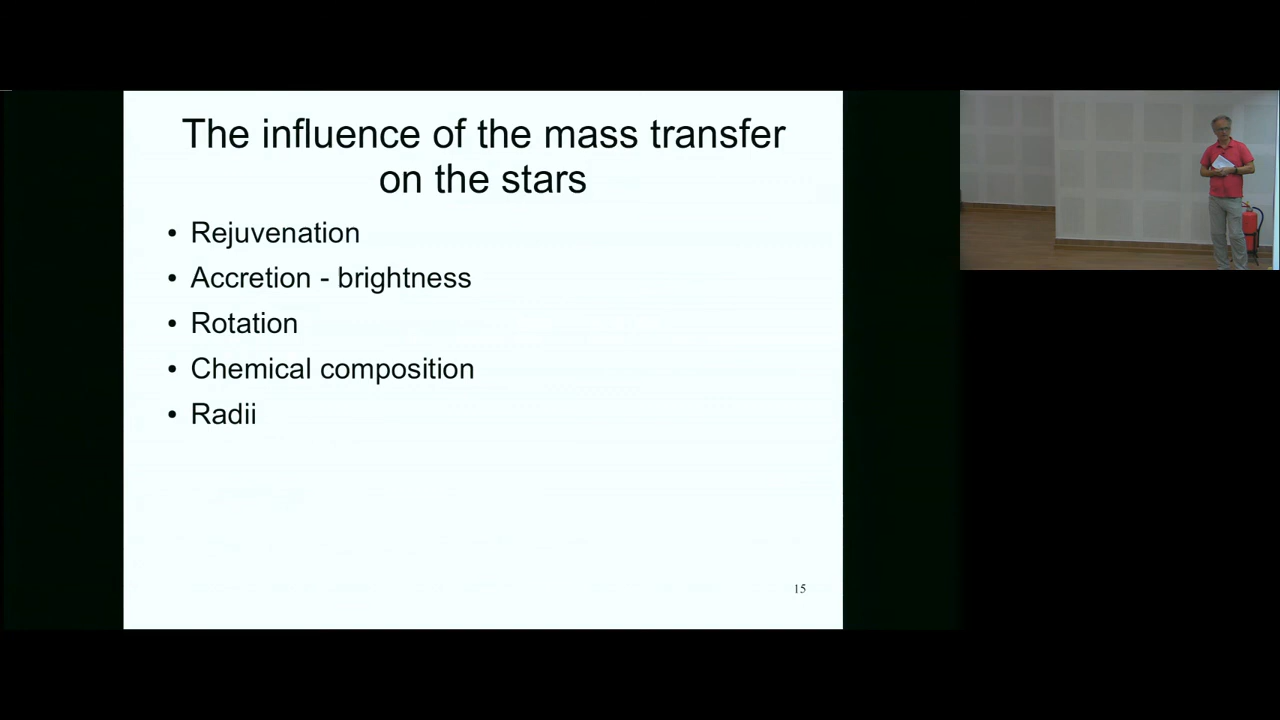 The influence of the mass transfer
on the stars
• Rejuvenation
• Accretion - brightness
• Rotation
• Chemical composition
• Radii
15